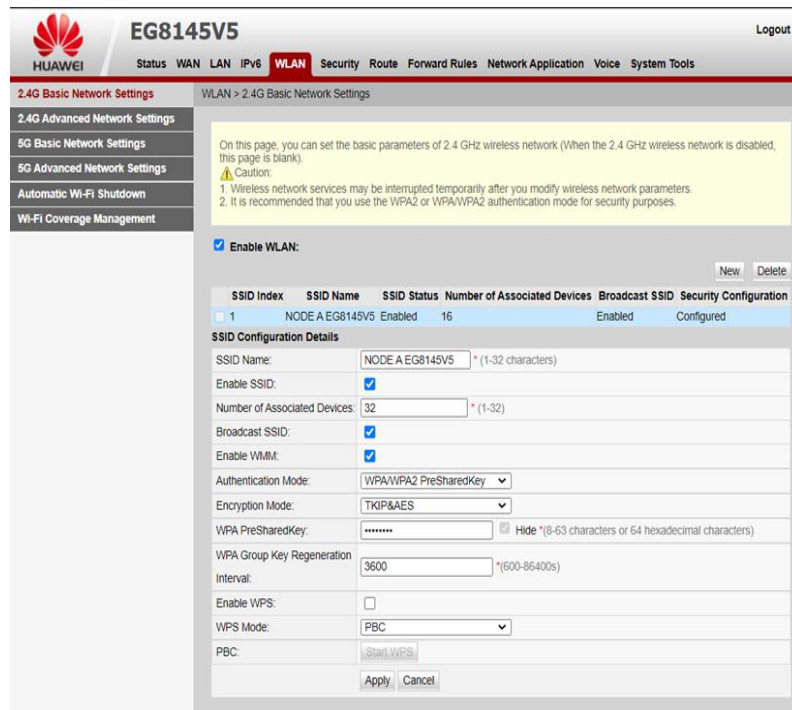 EG8145V5
Logout
HUAWEI
Status WAN LAN IPv6 WLAN Security Route Forward Rules Network Application Voice System Tools
2.4G Basic Network Settings
WLAN > 2.4G Basic Network Settings
2.4G Advanced Network Settings
5G Basic Network Settings
5G Advanced Network Settings
Automatic Wi-Fi Shutdown
Wi-Fi Coverage Management
On this page, you can set the basic parameters of 2.4 GHz wireless network (When the 2.4 GHz wireless network is disabled,
this page is blank).
Caution:
1. Wireless network services may be interrupted temporarily after you modify wireless network parameters.
2. It is recommended that you use the WPA2 or WPA/WPA2 authentication mode for security purposes.
Enable WLAN:
New Delete
SSID Index SSID Name SSID Status Number of Associated Devices Broadcast SSID Security Configuration
1 NODE A EG8145V5 Enabled 16 Enabled Configured
SSID Configuration Details
SSID Name: NODE A EG8145V5 * (1-32 characters)
Enable SSID:
Number of Associated Devices: 32 * (1-32)
Broadcast SSID:
Enable WMM:
Authentication Mode: WPA/WPA2 PreSharedKey
Encryption Mode: TKIP&AES
WPA PreSharedKey: •••••••• Hide *(8-63 characters or 64 hexadecimal characters)
WPA Group Key Regeneration
Interval: 3600 *(600-86400s)
Enable WPS:
WPS Mode: PBC
PBC: Start WPS
Apply Cancel